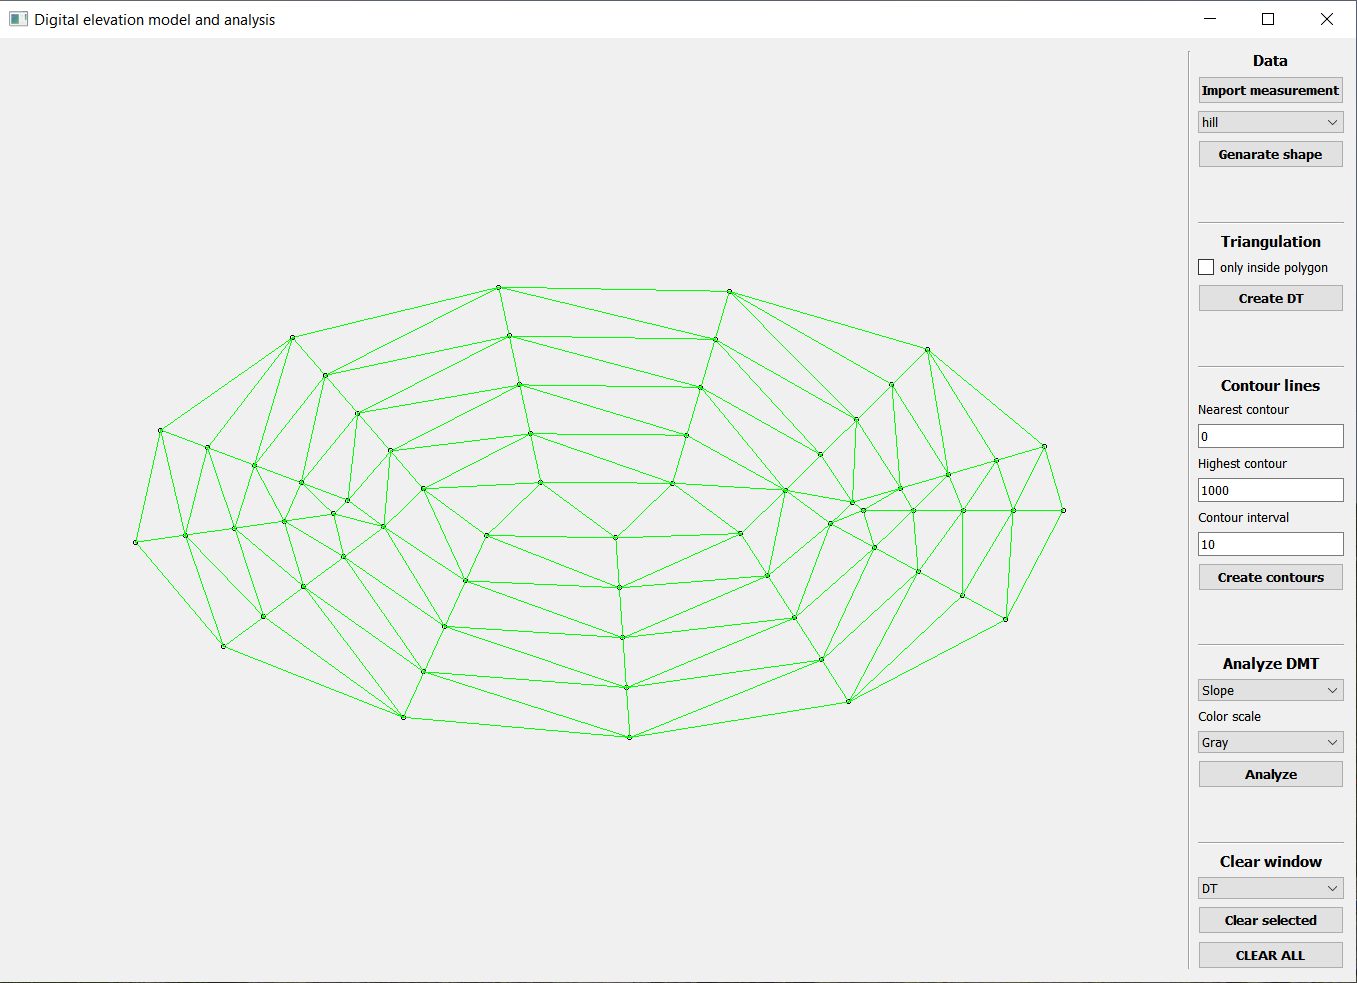 Digital elevation model and analysis
Data
Import measurement
hill
Genarate shape
Triangulation
only inside polygon
Create DT
Contour lines
Nearest contour
0
Highest contour
1000
Contour interval
10
Create contours
Analyze DMT
Slope
Color scale
Gray
Analyze
Clear window
DT
Clear selected
CLEAR ALL